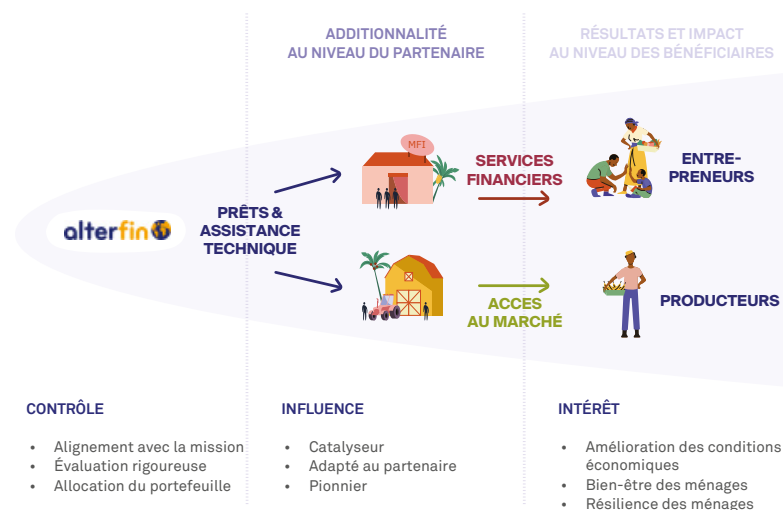 ADDITIONNALITÉ
AU NIVEAU DU PARTENAIRE
RÉSULTATS ET IMPACT
AU NIVEAU DES BÉNÉFICIAIRES
alterfin
PRÊTS &
ASSISTANCE
TECHNIQUE
MFI
SERVICES
FINANCIERS
ENTRE-
PRENEURS
ACCES
AU MARCHÉ
PRODUCTEURS
CONTRÔLE
• Alignement avec la mission
• Évaluation rigoureuse
• Allocation du portefeuille
INFLUENCE
• Catalyseur
• Adapté au partenaire
• Pionnier
INTÉRÊT
• Amélioration des conditions
économiques
• Bien-être des ménages
• Résilience des ménages